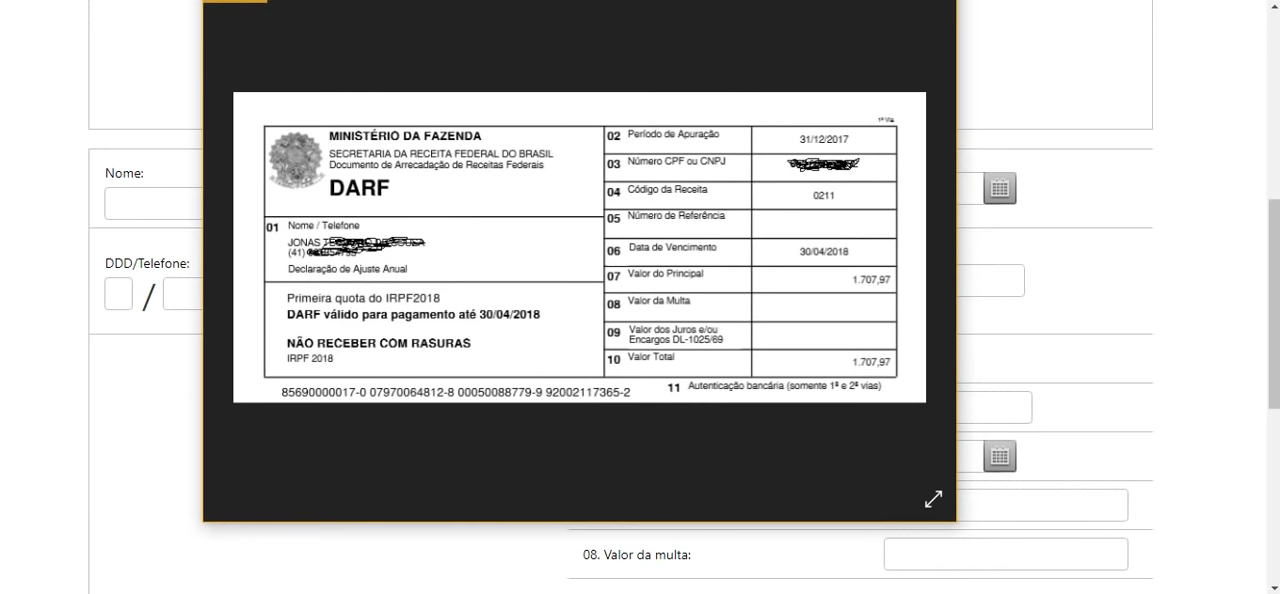 1ª Via
MINISTÉRIO DA FAZENDA
SECRETARIA DA RECEITA FEDERAL DO BRASIL
Documento de Arrecadação de Receitas Federais
DARF
01 Nome / Telefone
JONAS
(41)
Declaração de Ajuste Anual
Primeira quota do IRPF2018
DARF válido para pagamento até 30/04/2018
NÃO RECEBER COM RASURAS
IRPF 2018
02 Período de Apuração 31/12/2017
03 Número CPF ou CNPJ
04 Código da Receita 0211
05 Número de Referência
06 Data de Vencimento 30/04/2018
07 Valor do Principal 1.707,97
08 Valor da Multa
09 Valor dos Juros e/ou
Encargos DL-1025/69
10 Valor Total 1.707,97
85690000017-0 07970064812-8 00050088779-9 92002117365-2
11 Autenticação bancária (somente 1ª e 2ª vias)
Nome:
DDD/Telefone:
/
08. Valor da multa: